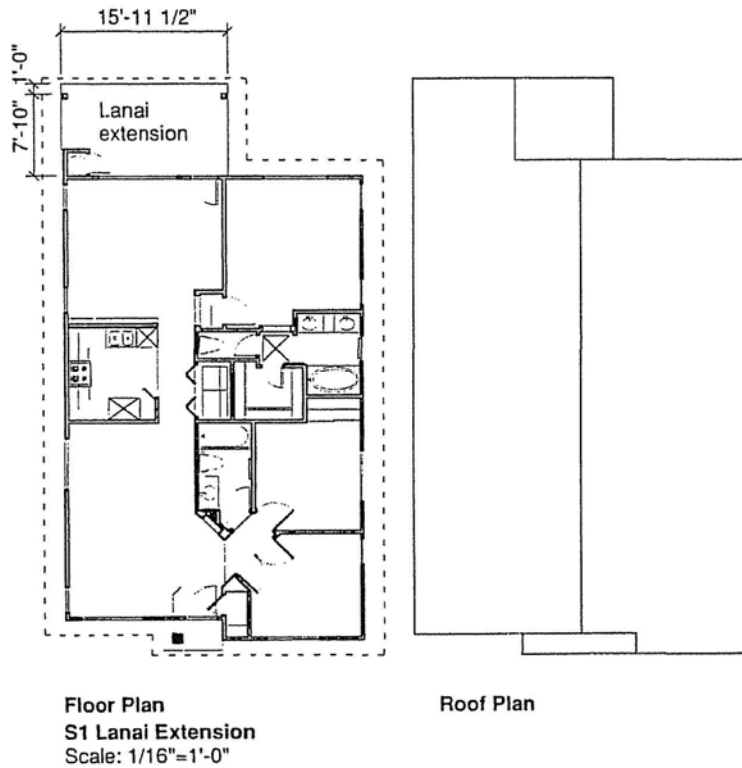 15'-11 1/2"
1'-0"
7'-10"
Lanai
extension
Floor Plan
S1 Lanai Extension
Scale: 1/16"=1'-0"
Roof Plan